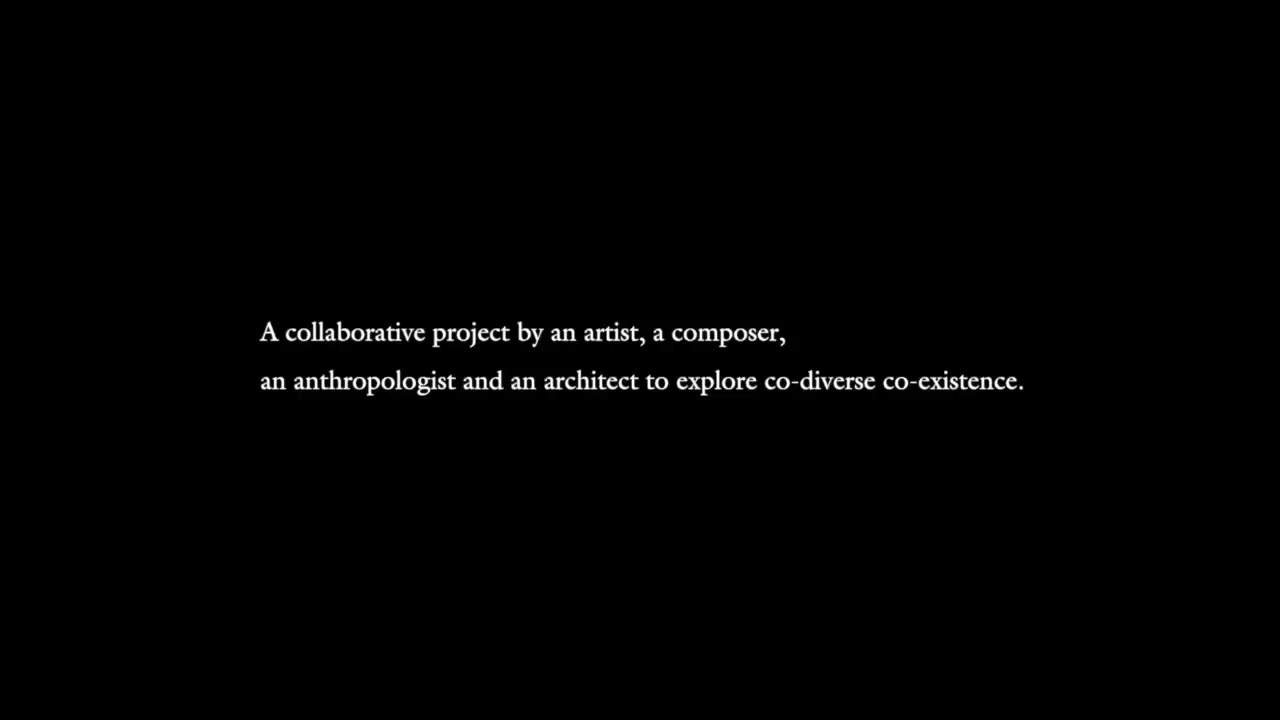 A collaborative project by an artist, a composer,
an anthropologist and an architect to explore co-diverse co-existence.